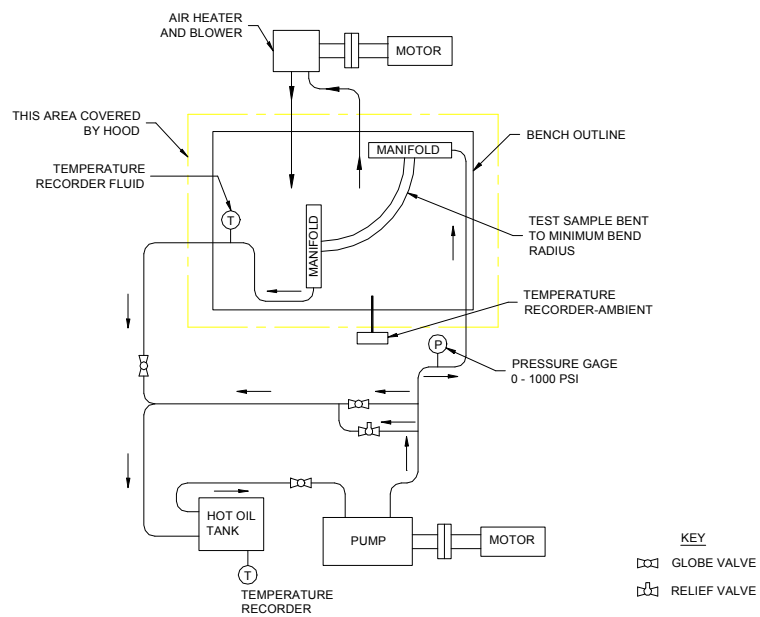 AIR HEATER
AND BLOWER
MOTOR
THIS AREA COVERED
BY HOOD
BENCH OUTLINE
MANIFOLD
TEMPERATURE
RECORDER FLUID
T
MANIFOLD
TEST SAMPLE BENT
TO MINIMUM BEND
RADIUS
TEMPERATURE
RECORDER-AMBIENT
P
PRESSURE GAGE
0 - 1000 PSI
HOT OIL
TANK
PUMP
MOTOR
T
TEMPERATURE
RECORDER
KEY
GLOBE VALVE
RELIEF VALVE